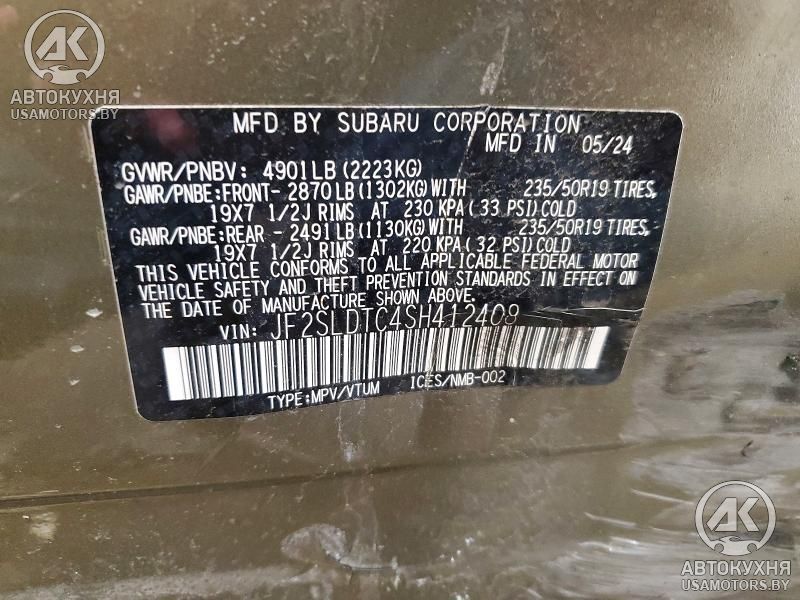 AK
АВТОКУХНЯ
USAMOTORS.BY
MFD BY SUBARU CORPORATION
MFD IN 05/24
GVWR/PNBV: 4901LB (2223KG)
GAWR/PNBE:FRONT- 2870LB (1302KG)WITH 235/50R19 TIRES,
19X7 1/2J RIMS AT 230 KPA (33 PSI)COLD
GAWR/PNBE:REAR - 2491LB (1130KG)WITH 235/50R19 TIRES,
19X7 1/2J RIMS AT 220 KPA (32 PSI)COLD
THIS VEHICLE CONFORMS TO ALL APPLICABLE FEDERAL MOTOR
VEHICLE SAFETY AND THEFT PREVENTION STANDARDS IN EFFECT ON
THE DATE OF MANUFACTURE SHOWN ABOVE.
VIN: JF2SLDTC4SH412409
TYPE:MPV/VTUM ICES/NMB-002
AK
АВТОКУХНЯ
USAMOTORS.BY